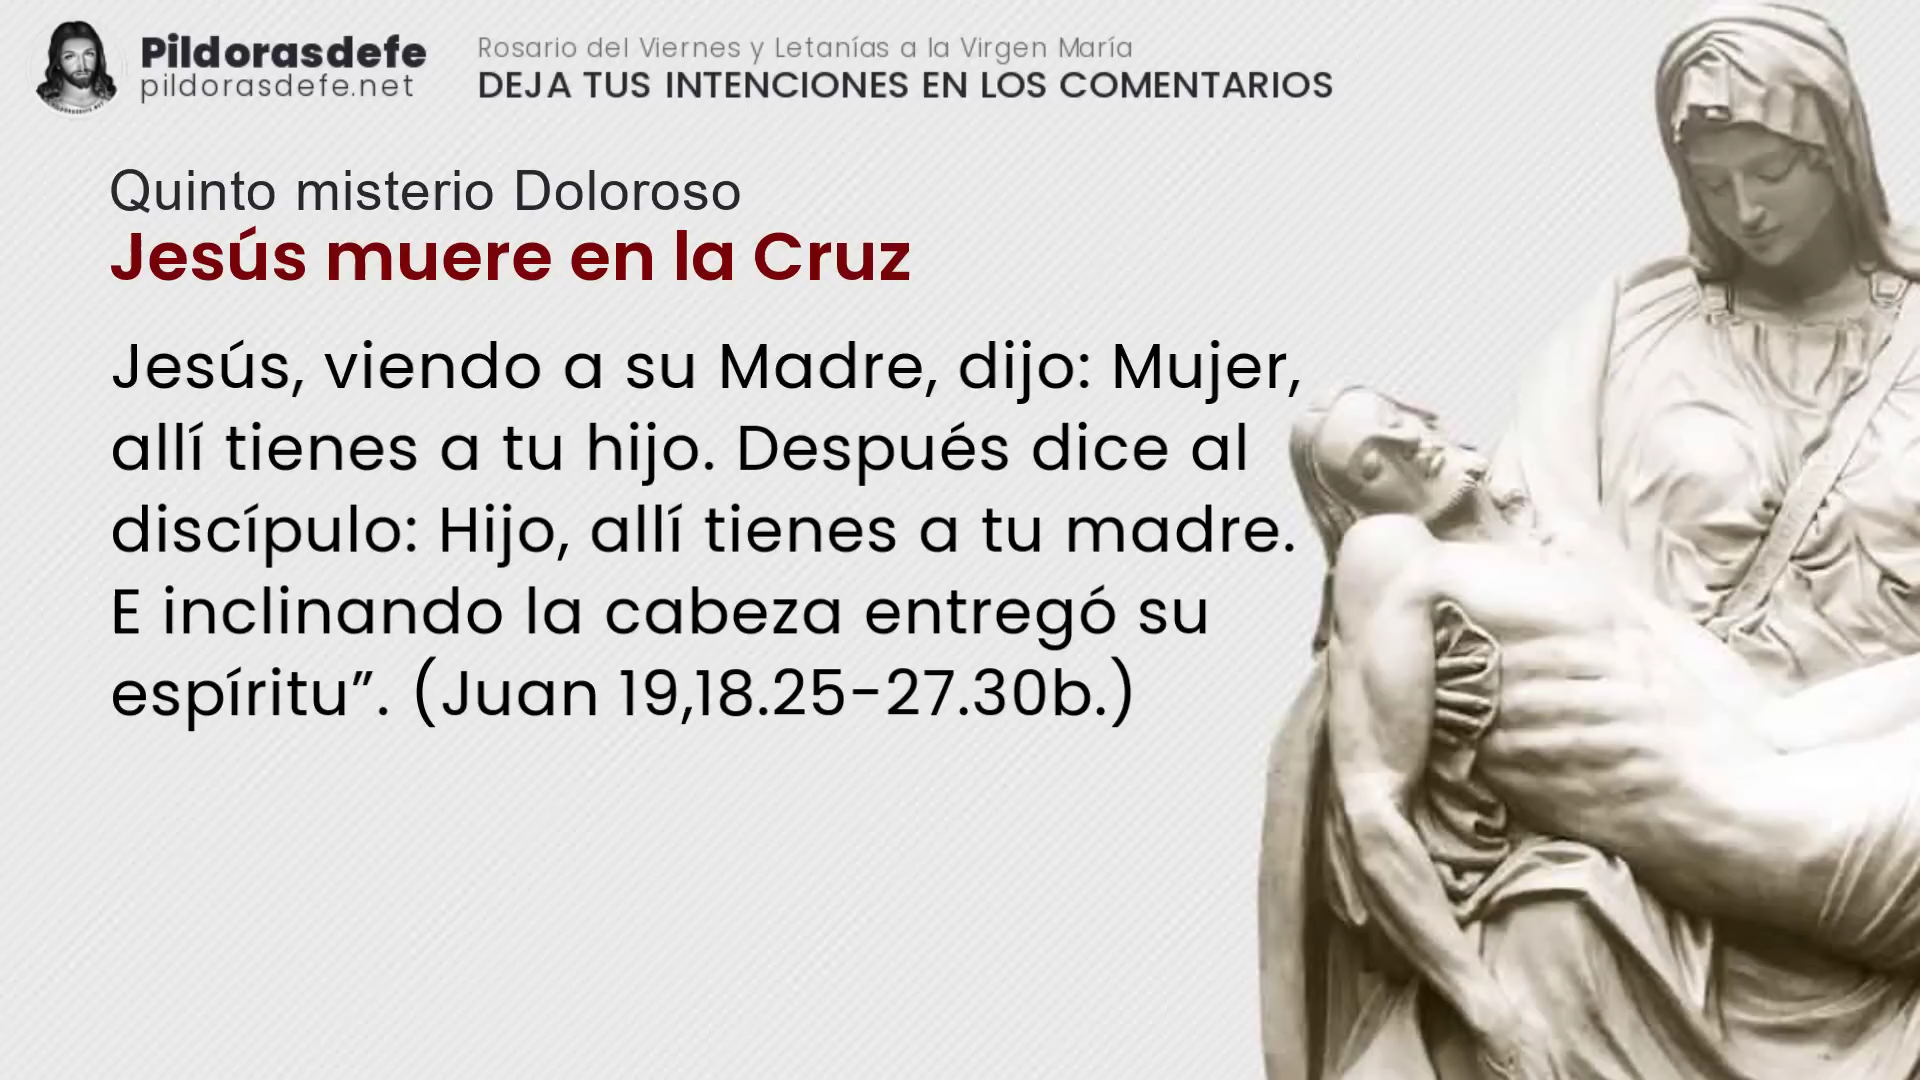 Pildorasdefe
pildorasdefe.net
Rosario del Viernes y Letanías a la Virgen María
DEJA TUS INTENCIONES EN LOS COMENTARIOS
Quinto misterio Doloroso
Jesús muere en la Cruz
Jesús, viendo a su Madre, dijo: Mujer,
allí tienes a tu hijo. Después dice al
discípulo: Hijo, allí tienes a tu madre.
E inclinando la cabeza entregó su
espíritu”. (Juan 19,18.25-27.30b.)